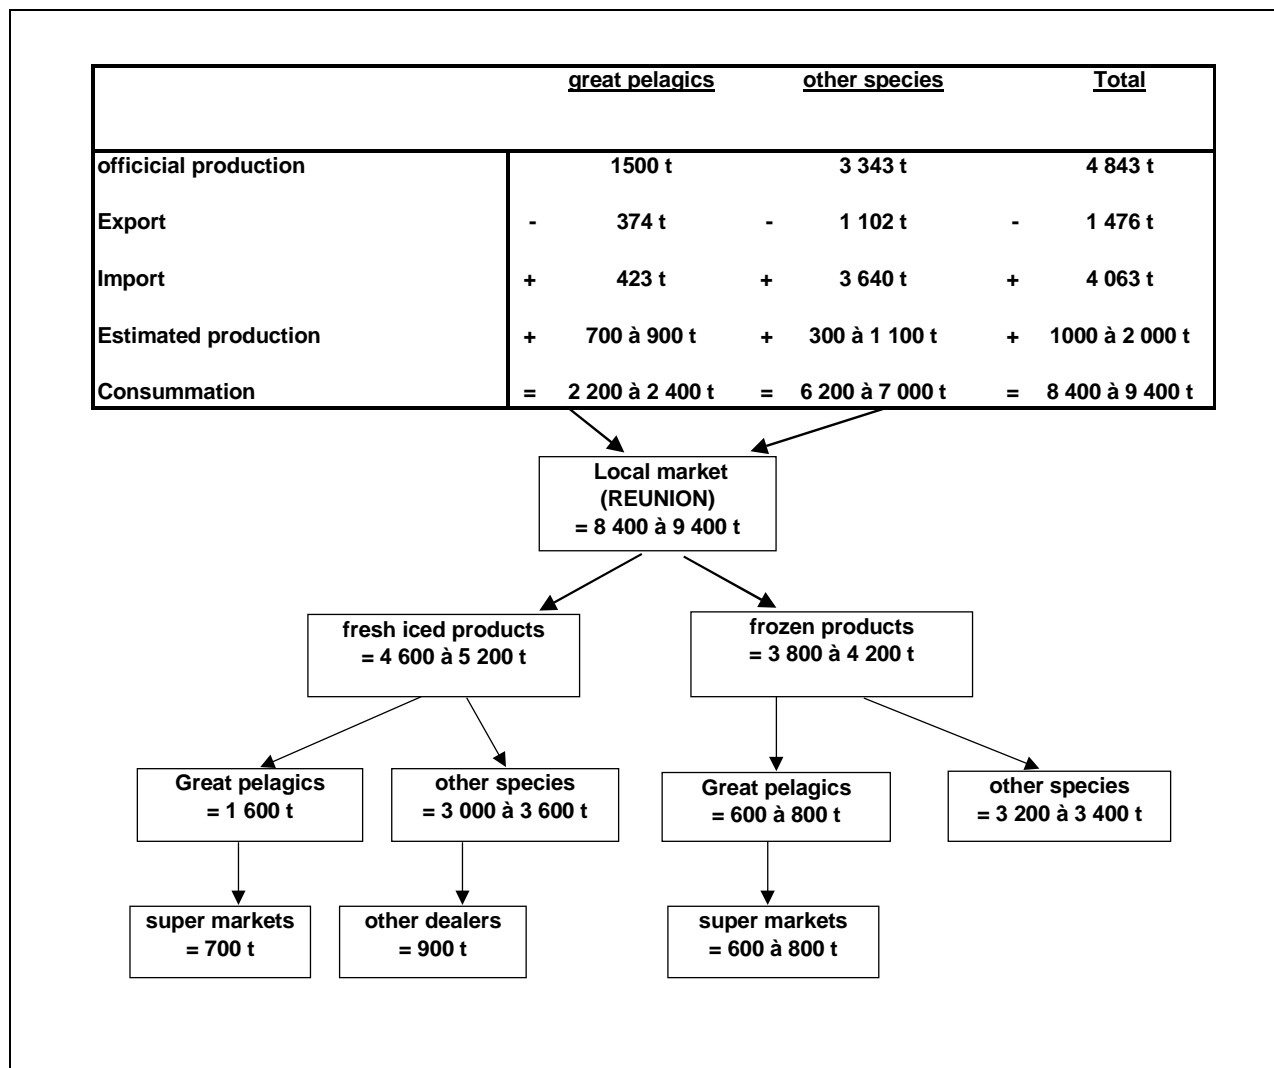 great pelagics other species Total
officicial production 1500 t 3 343 t 4 843 t
Export - 374 t - 1 102 t - 1 476 t
Import + 423 t + 3 640 t + 4 063 t
Estimated production + 700 à 900 t + 300 à 1 100 t + 1000 à 2 000 t
Consummation = 2 200 à 2 400 t = 6 200 à 7 000 t = 8 400 à 9 400 t
Local market
(REUNION)
= 8 400 à 9 400 t
fresh iced products
= 4 600 à 5 200 t
frozen products
= 3 800 à 4 200 t
Great pelagics
= 1 600 t
other species
= 3 000 à 3 600 t
Great pelagics
= 600 à 800 t
other species
= 3 200 à 3 400 t
super markets
= 700 t
other dealers
= 900 t
super markets
= 600 à 800 t